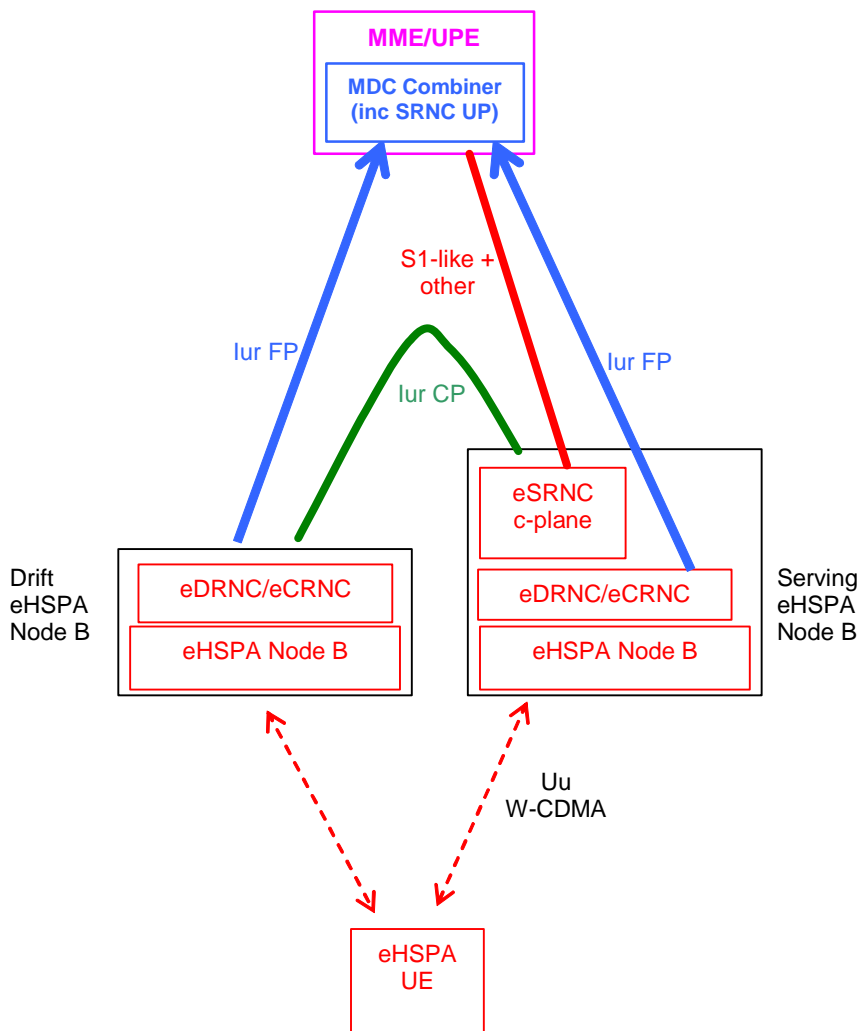 MME/UPE
MDC Combiner
(inc SRNC UP)
S1-like +
other
Iur FP
Iur FP
Iur CP
eSRNC
c-plane
Drift
eHSPA
Node B
eDRNC/eCRNC
eHSPA Node B
eDRNC/eCRNC
eHSPA Node B
Serving
eHSPA
Node B
Uu
W-CDMA
eHSPA
UE